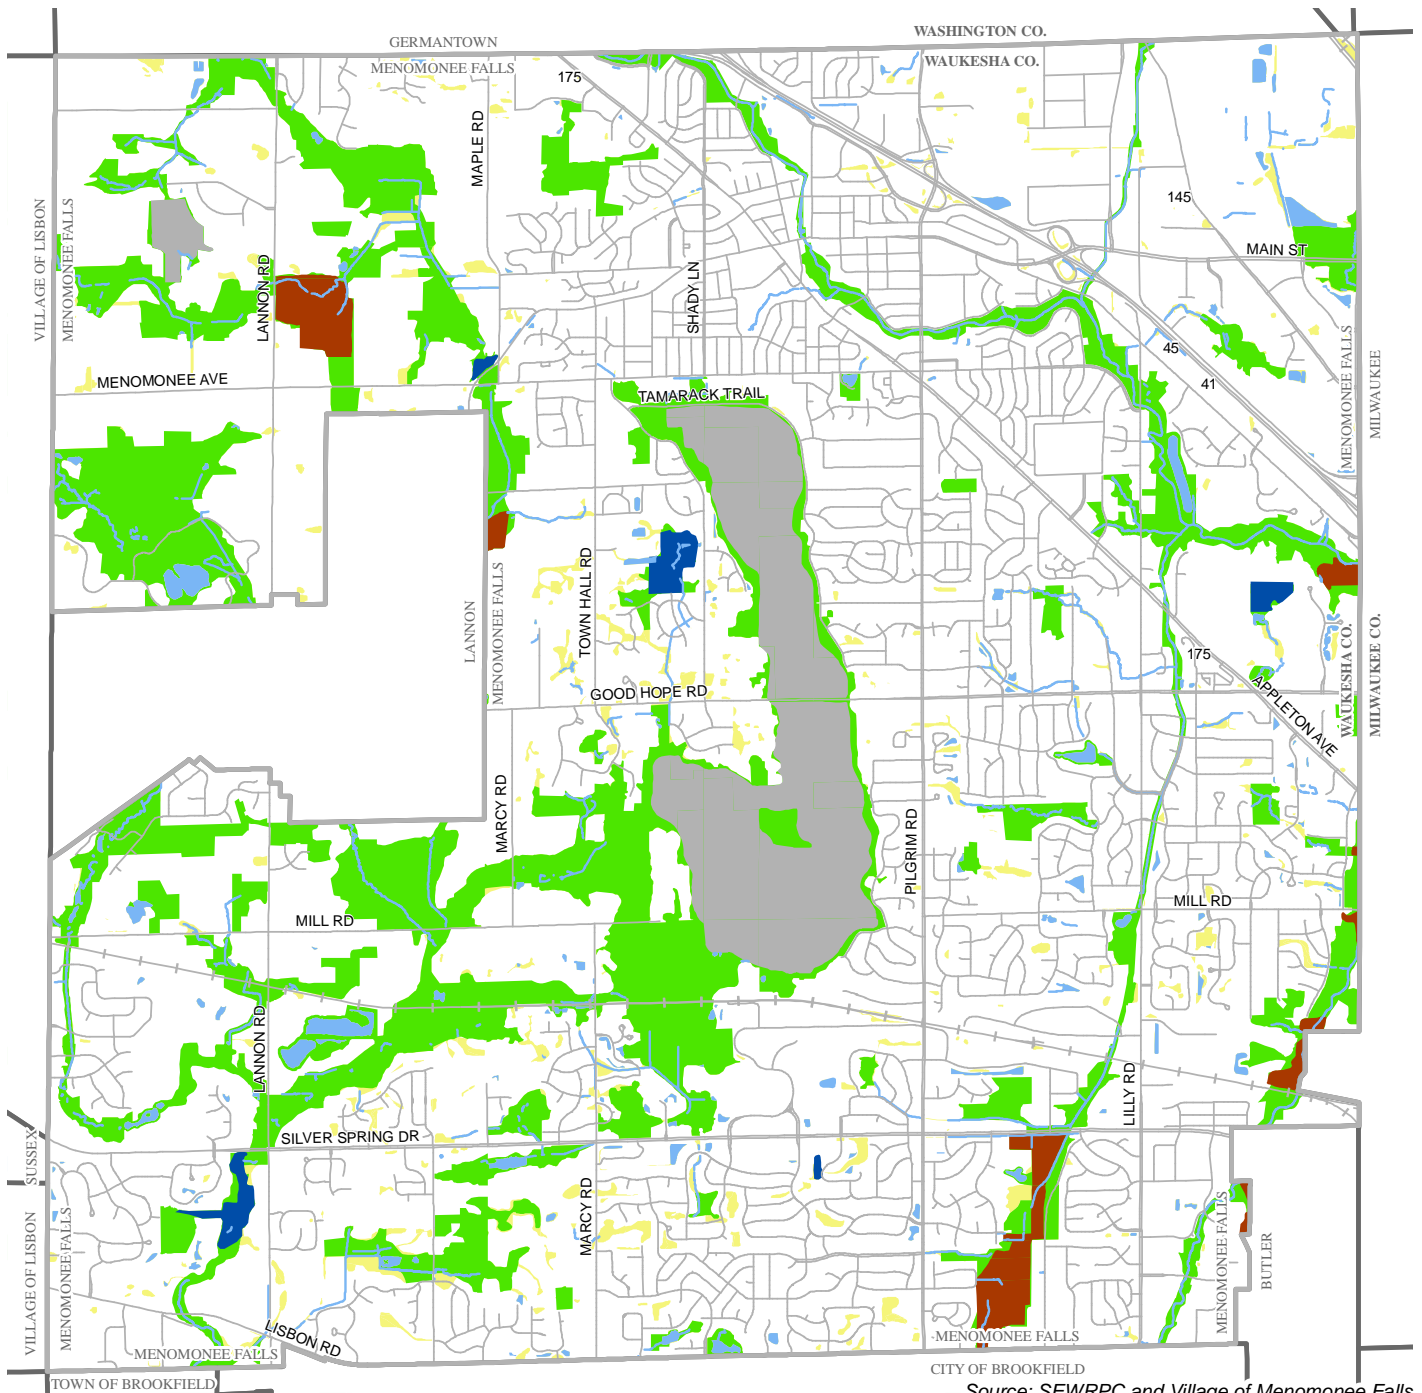 WASHINGTON CO.
GERMANTOWN
WAUKESHA CO.
MENOMONEE FALLS
175
MAPLE RD
145
VILLAGE OF LISBON
MENOMONEE FALLS
MAIN ST
LANNON RD
SHADY LN
45
MENOMONEE FALLS
MILWAUKEE
MENOMONEE AVE
41
TAMARACK TRAIL
TOWN HALL RD
LANNON
MENOMONEE FALLS
175
WAUKESHA CO.
MILWAUKEE CO.
GOOD HOPE RD
APPLETON AVE
MARCY RD
PILGRIM RD
MILL RD
MILL RD
LANNON RD
LILLY RD
SILVER SPRING DR
SUSSEX
MARCY RD
VILLAGE OF LISBON
MENOMONEE FALLS
MENOMONEE FALLS
BUTLER
LISBON RD
MENOMONEE FALLS
MENOMONEE FALLS
CITY OF BROOKFIELD
TOWN OF BROOKFIELD
Source: SEWRPC and Village of Menomonee Falls